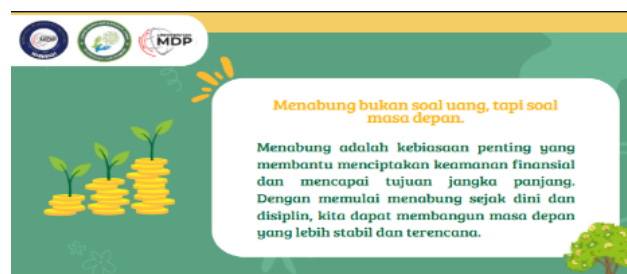 MDP
UNIVERSITAS
MDP
Menabung bukan soal uang, tapi soal
masa depan.
Menabung adalah kebiasaan penting yang
membantu menciptakan keamanan finansial
dan mencapai tujuan jangka panjang.
Dengan memulai menabung sejak dini dan
disiplin, kita dapat membangun masa depan
yang lebih stabil dan terencana.